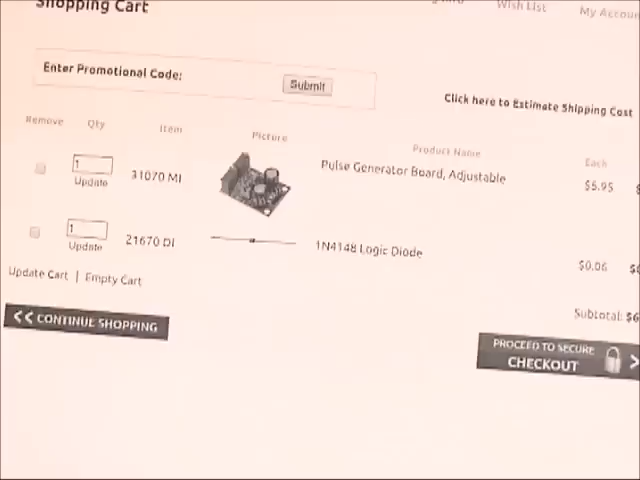 Shopping Cart
Wish List
My Accoun
Enter Promotional Code:
Submit
Click here to Estimate Shipping Cost
Remove Qty Item Picture Product Name Each
1 31070 MI Pulse Generator Board, Adjustable $5.95
Update
1 21670 DI 1N4148 Logic Diode $0.06
Update
Update Cart | Empty Cart
Subtotal: $6
<< CONTINUE SHOPPING
PROCEED TO SECURE
CHECKOUT >